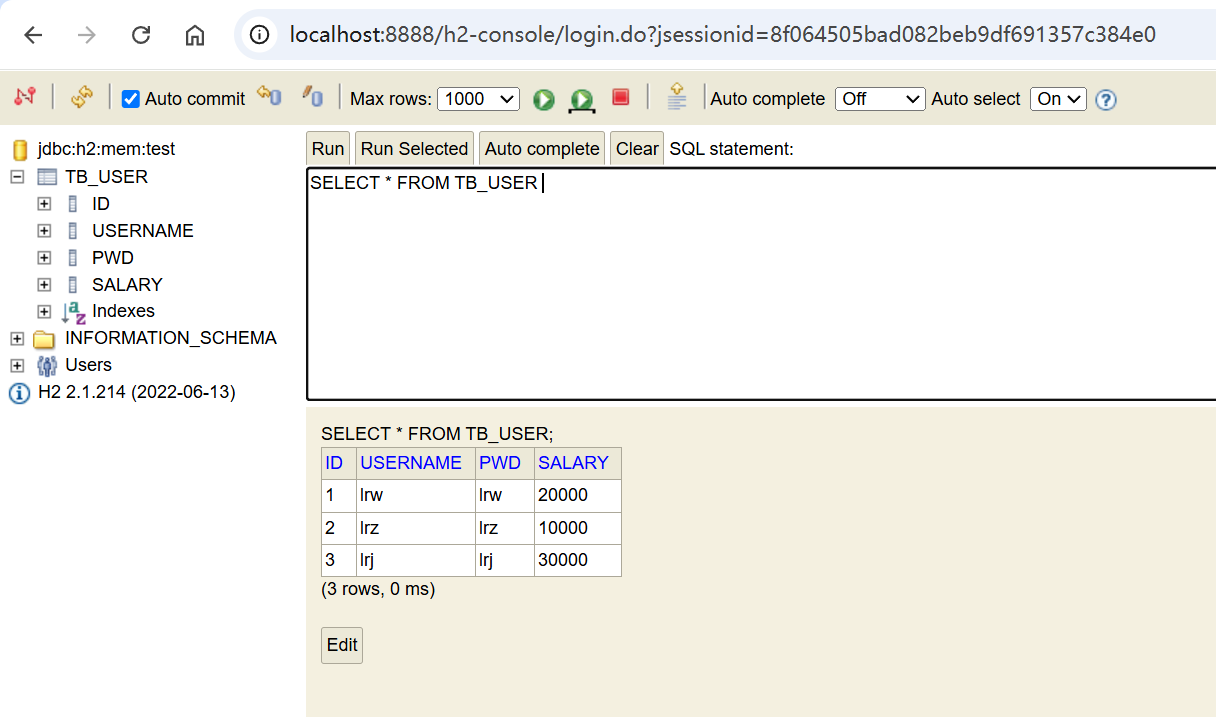 localhost:8888/h2-console/login.do?jsessionid=8f064505bad082beb9df691357c384e0
Auto commit Max rows: 1000 Auto complete Off Auto select On
jdbc:h2:mem:test
TB_USER
ID
USERNAME
PWD
SALARY
Indexes
INFORMATION_SCHEMA
Users
H2 2.1.214 (2022-06-13)
Run Run Selected Auto complete Clear SQL statement:
SELECT * FROM TB_USER
SELECT * FROM TB_USER;
ID USERNAME PWD SALARY
1 lrw lrw 20000
2 lrz lrz 10000
3 lrj lrj 30000
(3 rows, 0 ms)
Edit